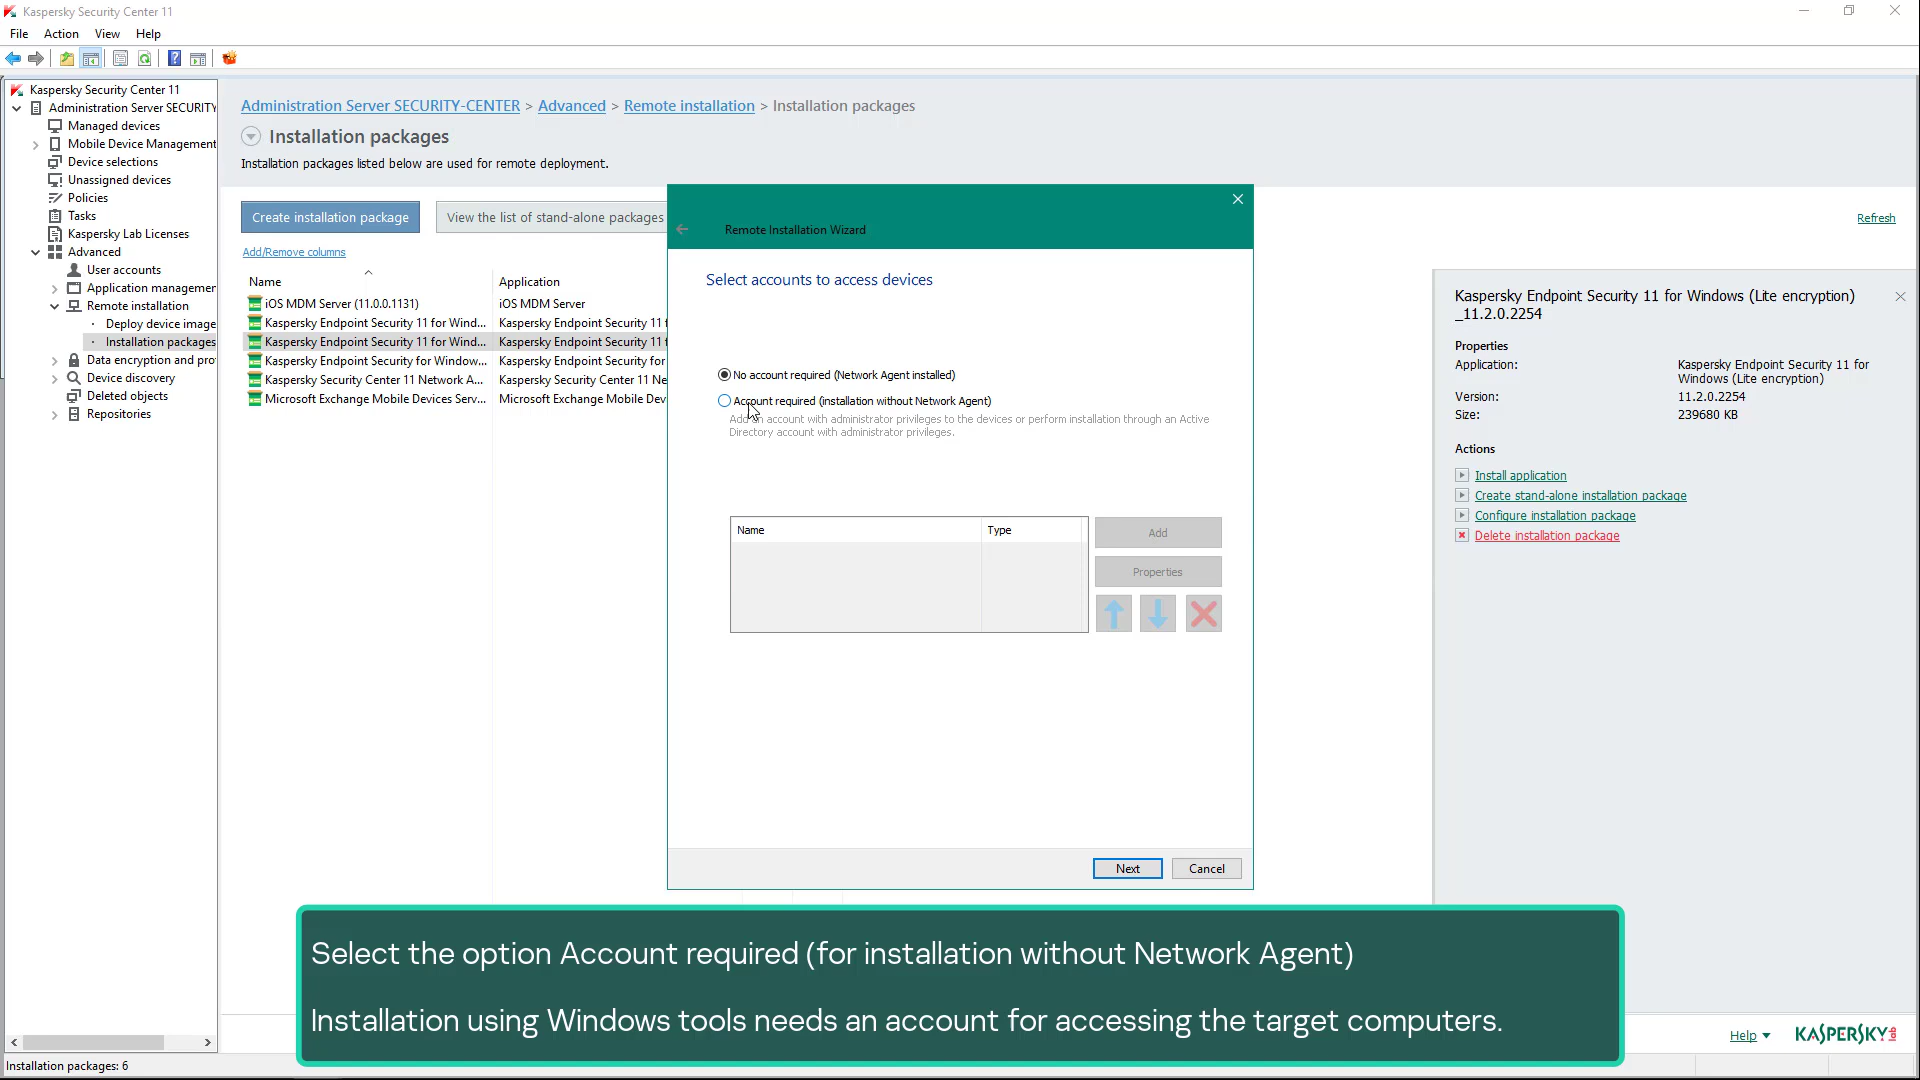 Kaspersky Security Center 11
File Action View Help
Kaspersky Security Center 11
Administration Server SECURITY
Managed devices
Mobile Device Management
Device selections
Unassigned devices
Policies
Tasks
Kaspersky Lab Licenses
Advanced
User accounts
Application managemer
Remote installation
Deploy device image
Installation packages
Data encryption and pro
Device discovery
Deleted objects
Repositories
Administration Server SECURITY-CENTER > Advanced > Remote installation > Installation packages
Installation packages
Installation packages listed below are used for remote deployment.
Create installation package
View the list of stand-alone packages
Refresh
Add/Remove columns
Name Application
iOS MDM Server (11.0.0.1131) iOS MDM Server
Kaspersky Endpoint Security 11 for Wind... Kaspersky Endpoint Security 11 f
Kaspersky Endpoint Security 11 for Wind... Kaspersky Endpoint Security 11 f
Kaspersky Endpoint Security for Window... Kaspersky Endpoint Security for
Kaspersky Security Center 11 Network A... Kaspersky Security Center 11 Ne
Microsoft Exchange Mobile Devices Serv... Microsoft Exchange Mobile Dev
Remote Installation Wizard
Select accounts to access devices
No account required (Network Agent installed)
Account required (installation without Network Agent)
Add an account with administrator privileges to the devices or perform installation through an Active
Directory account with administrator privileges.
Name Type
Add
Properties
Next Cancel
Kaspersky Endpoint Security 11 for Windows (Lite encryption)
_11.2.0.2254
Properties
Application: Kaspersky Endpoint Security 11 for
Windows (Lite encryption)
Version: 11.2.0.2254
Size: 239680 KB
Actions
Install application
Create stand-alone installation package
Configure installation package
Delete installation package
Select the option Account required (for installation without Network Agent)
Installation using Windows tools needs an account for accessing the target computers.
Help
KASPERSKY lab
Installation packages: 6